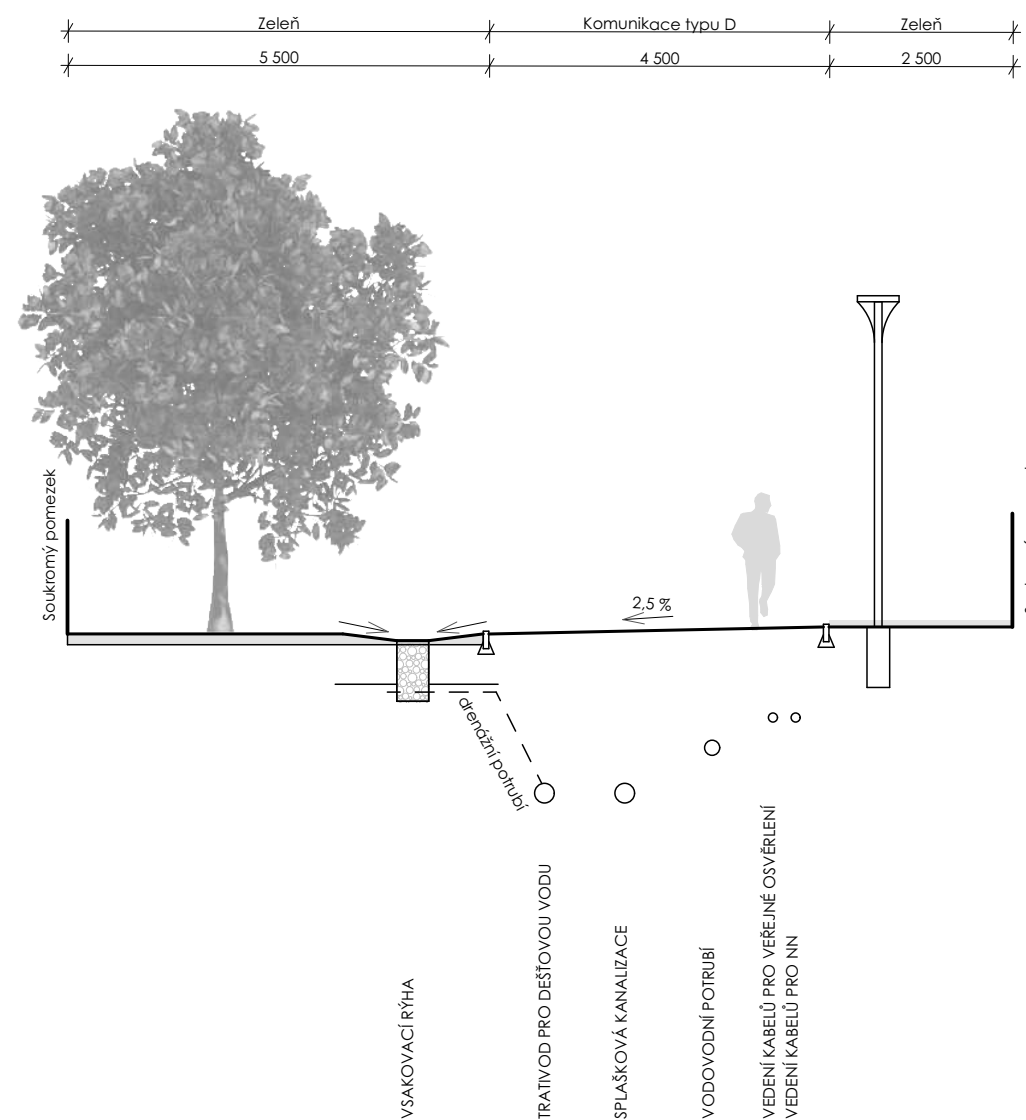 Zeleň
Komunikace typu D
Zeleň
5 500
4 500
2 500
Soukromý pomezek
2,5 %
drenážní potrubí
VSAKOVACÍ RÝHA
TRATIVOD PRO DEŠŤOVOU VODU
SPLAŠKOVÁ KANALIZACE
VODOVODNÍ POTRUBÍ
VEDENÍ KABELŮ PRO VEŘEJNÉ OSVĚRLENÍ
VEDENÍ KABELŮ PRO NN